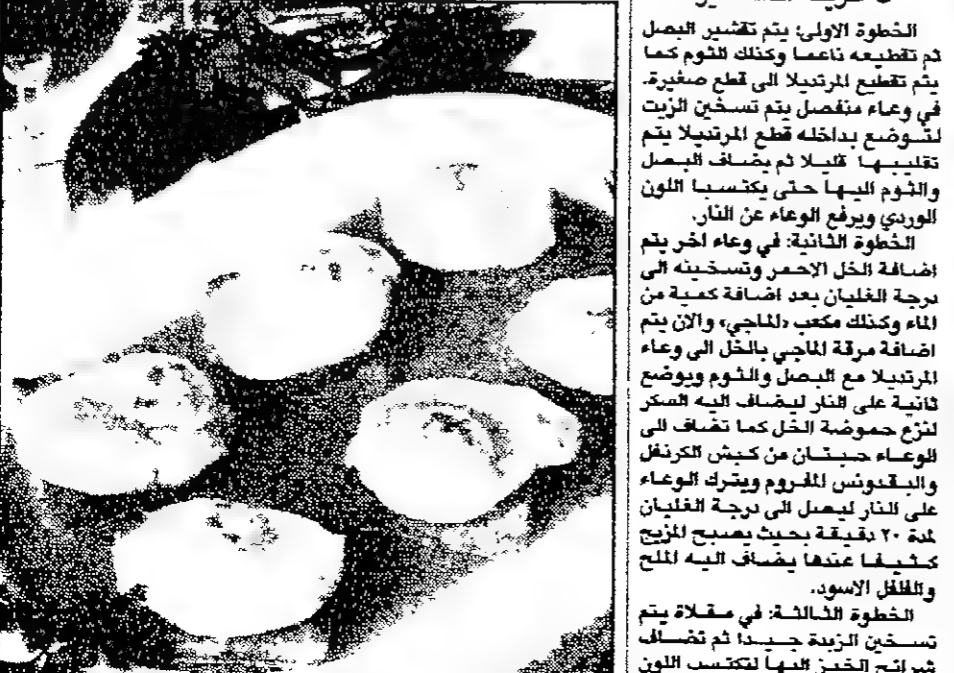 الخطوة الاولى: يتم تقشير البصل
ثم تقطيعه ناعما وكذلك الثوم كما
يتم تقطيع المرتديلا الى قطع صغيرة.
في وعاء منفصل يتم تسخين الزيت
لتوضع بداخله قطع المرتديلا يتم
تقليبها قليلا ثم يضاف البصل
والثوم اليها حتى يكتسبا اللون
الوردي ويرفع الوعاء عن النار.
الخطوة الثانية: في وعاء اخر يتم
اضافة الخل الاحمر وتسخينه الى
درجة الغليان بعد اضافة كمية من
الماء وكذلك مكعب «الماجي» والان يتم
اضافة مرقة الماجي بالخل الى وعاء
المرتديلا مع البصل والثوم ويوضع
ثانية على النار ليضاف اليه السكر
لنزع حموضة الخل كما تضاف الى
الوعاء حبتان من كبش الكرنفل
والبقدونس المفروم ويترك الوعاء
على النار ليصل الى درجة الغليان
لمدة ٢٠ دقيقة بحيث يصبح المزيج
كثيفا عندها يضاف اليه الملح
والفلفل الاسود.
الخطوة الثالثة: في مقلاة يتم
تسخين الزبدة جيدا ثم تضاف
شرائح الخبز اليها لتكتسب اللون